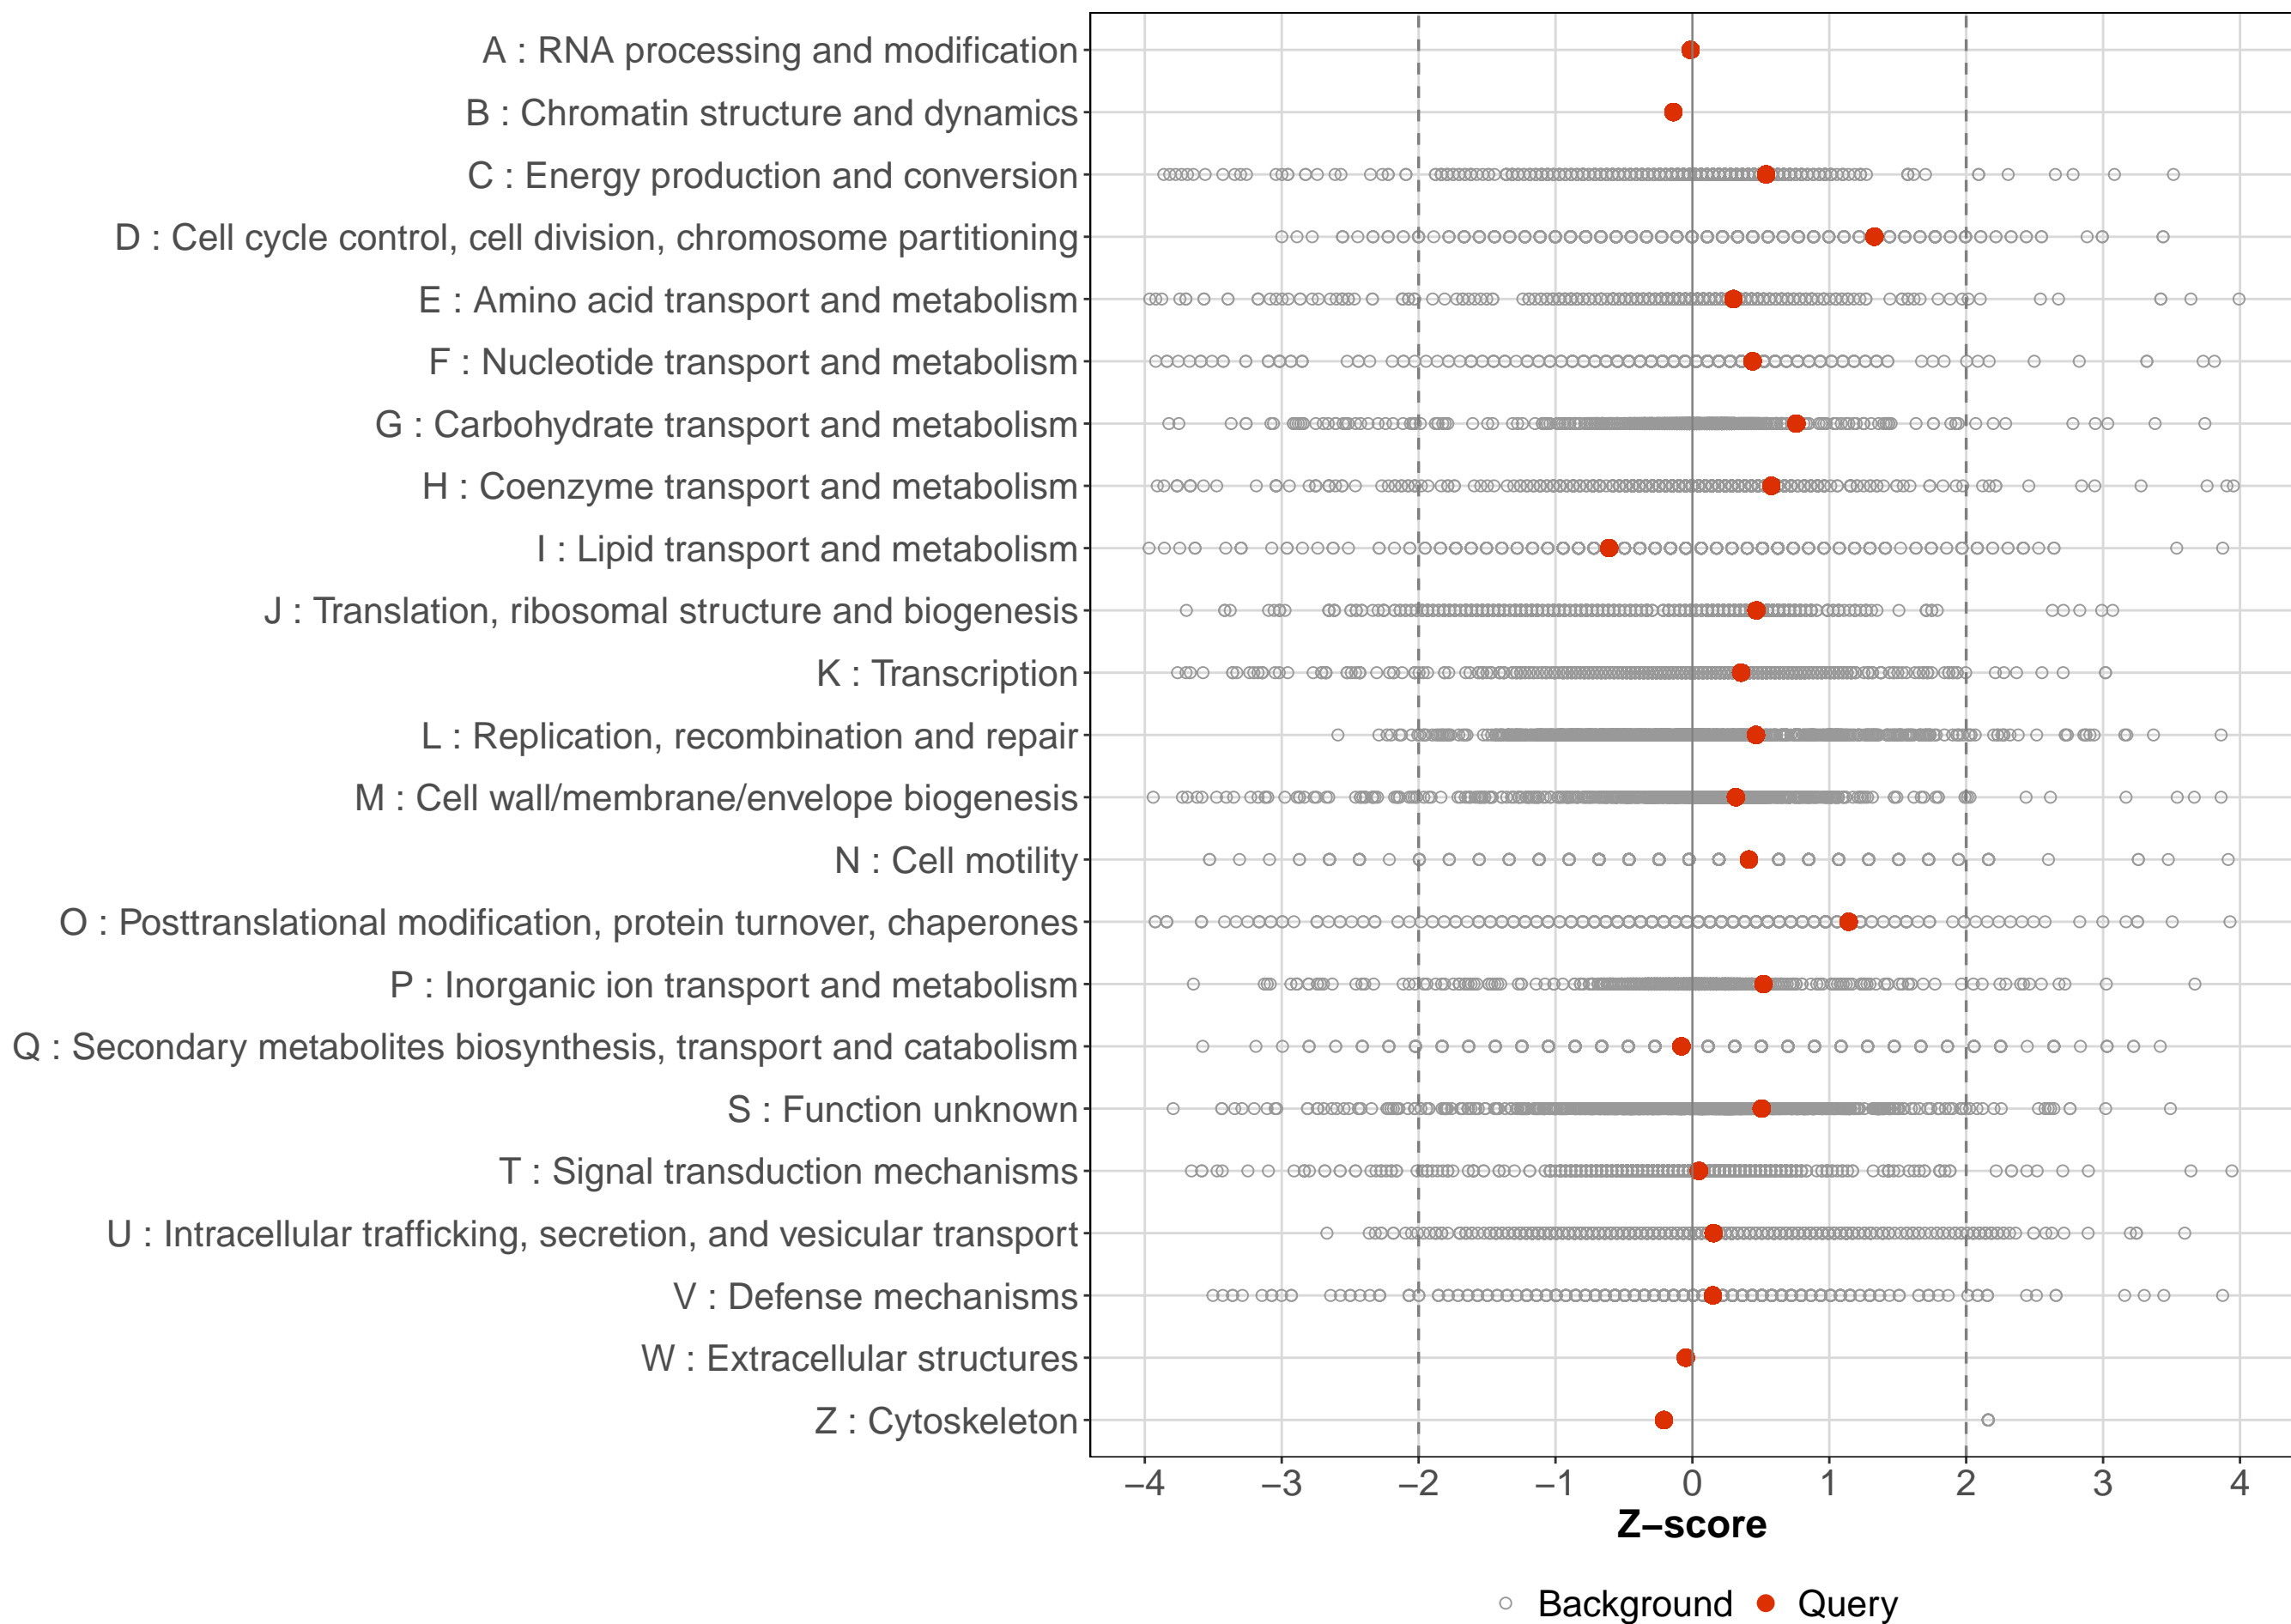 A : RNA processing and modification
B : Chromatin structure and dynamics
C : Energy production and conversion
D : Cell cycle control, cell division, chromosome partitioning
E : Amino acid transport and metabolism
F : Nucleotide transport and metabolism
G : Carbohydrate transport and metabolism
H : Coenzyme transport and metabolism
I : Lipid transport and metabolism
J : Translation, ribosomal structure and biogenesis
K : Transcription
L : Replication, recombination and repair
M : Cell wall/membrane/envelope biogenesis
N : Cell motility
O : Posttranslational modification, protein turnover, chaperones
P : Inorganic ion transport and metabolism
Q : Secondary metabolites biosynthesis, transport and catabolism
S : Function unknown
T : Signal transduction mechanisms
U : Intracellular trafficking, secretion, and vesicular transport
V : Defense mechanisms
W : Extracellular structures
Z : Cytoskeleton
−4 −3 −2 −1 0 1 2 3 4
Z−score
Background Query